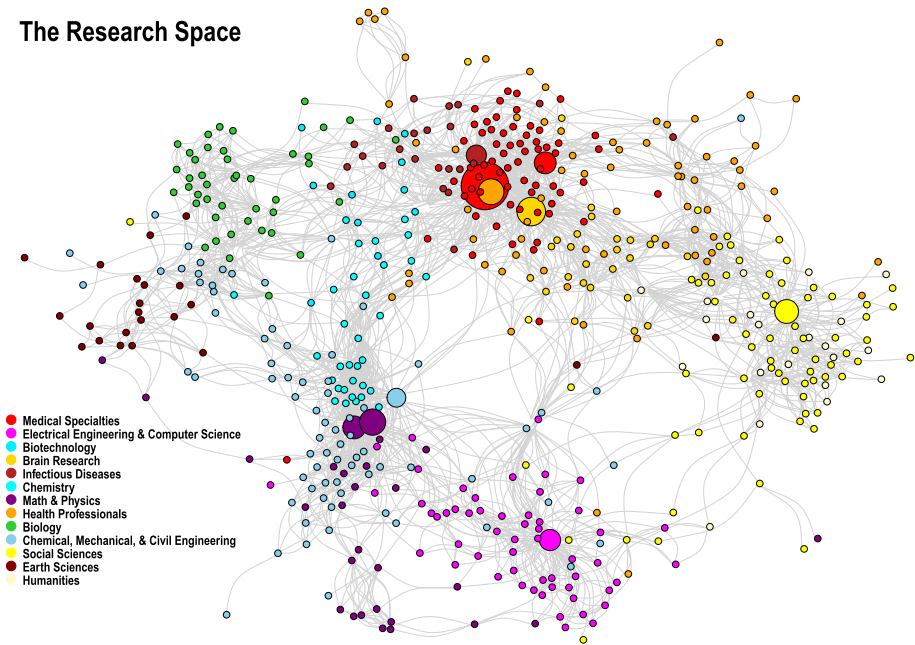 The Research Space
Medical Specialties
Electrical Engineering & Computer Science
Biotechnology
Brain Research
Infectious Diseases
Chemistry
Math & Physics
Health Professionals
Biology
Chemical, Mechanical, & Civil Engineering
Social Sciences
Earth Sciences
Humanities